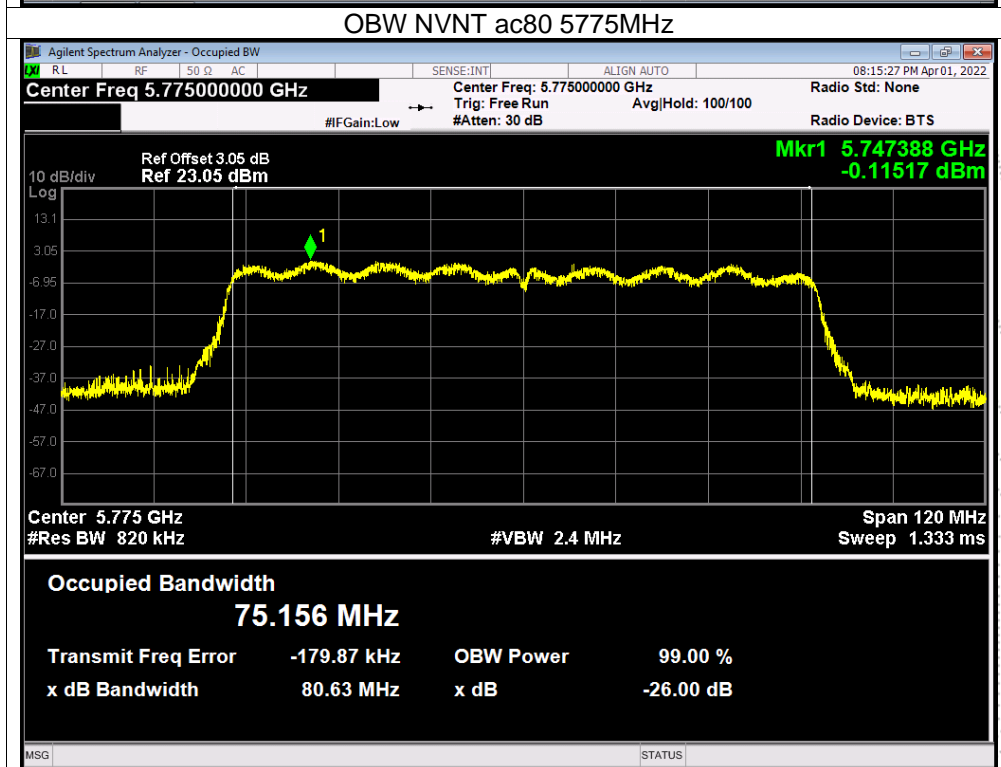 OBW NVNT ac80 5775MHz
Agilent Spectrum Analyzer - Occupied BW
LXI RL RF 50 Ω AC SENSE:INT ALIGN AUTO 08:15:27 PM Apr 01, 2022
Center Freq 5.775000000 GHz
Center Freq: 5.775000000 GHz Radio Std: None
Trig: Free Run Avg|Hold: 100/100
#IFGain:Low #Atten: 30 dB Radio Device: BTS
Mkr1 5.747388 GHz
-0.11517 dBm
Ref Offset 3.05 dB
10 dB/div Ref 23.05 dBm
Log
13.1
1
3.05
-6.95
-17.0
-27.0
-37.0
-47.0
-57.0
-67.0
Center 5.775 GHz Span 120 MHz
#Res BW 820 kHz #VBW 2.4 MHz Sweep 1.333 ms
Occupied Bandwidth
75.156 MHz
Transmit Freq Error -179.87 kHz OBW Power 99.00 %
x dB Bandwidth 80.63 MHz x dB -26.00 dB
MSG STATUS